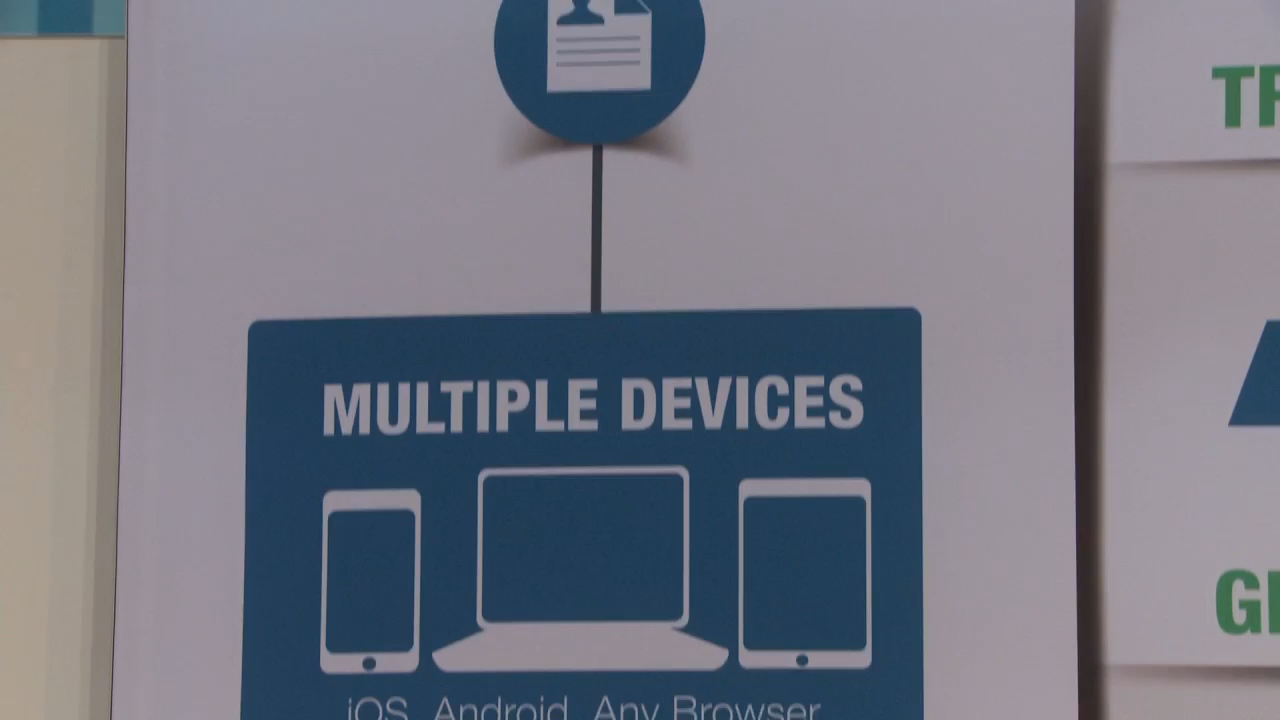 MULTIPLE DEVICES
iOS, Android, Any Browser